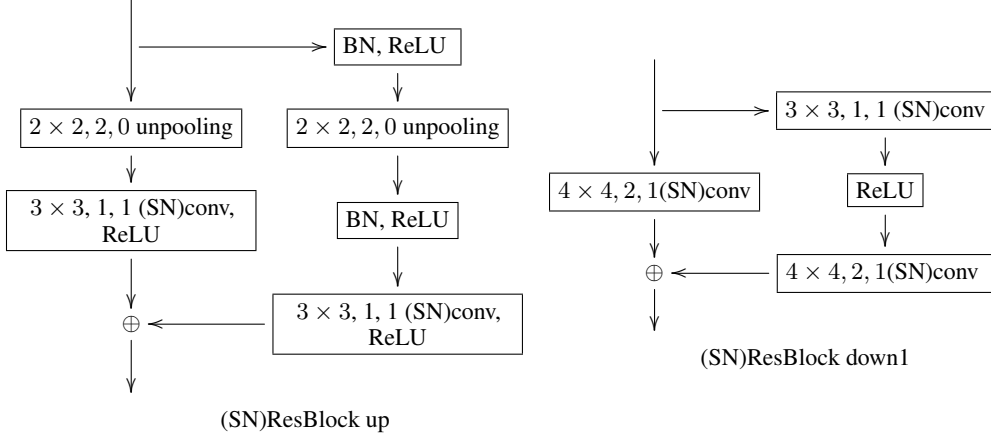 BN, ReLU
2 × 2, 2, 0 unpooling
2 × 2, 2, 0 unpooling
3 × 3, 1, 1 (SN)conv,
ReLU
BN, ReLU
3 × 3, 1, 1 (SN)conv,
ReLU
⊕
(SN)ResBlock up
3 × 3, 1, 1 (SN)conv
4 × 4, 2, 1(SN)conv
ReLU
4 × 4, 2, 1(SN)conv
⊕
(SN)ResBlock down1